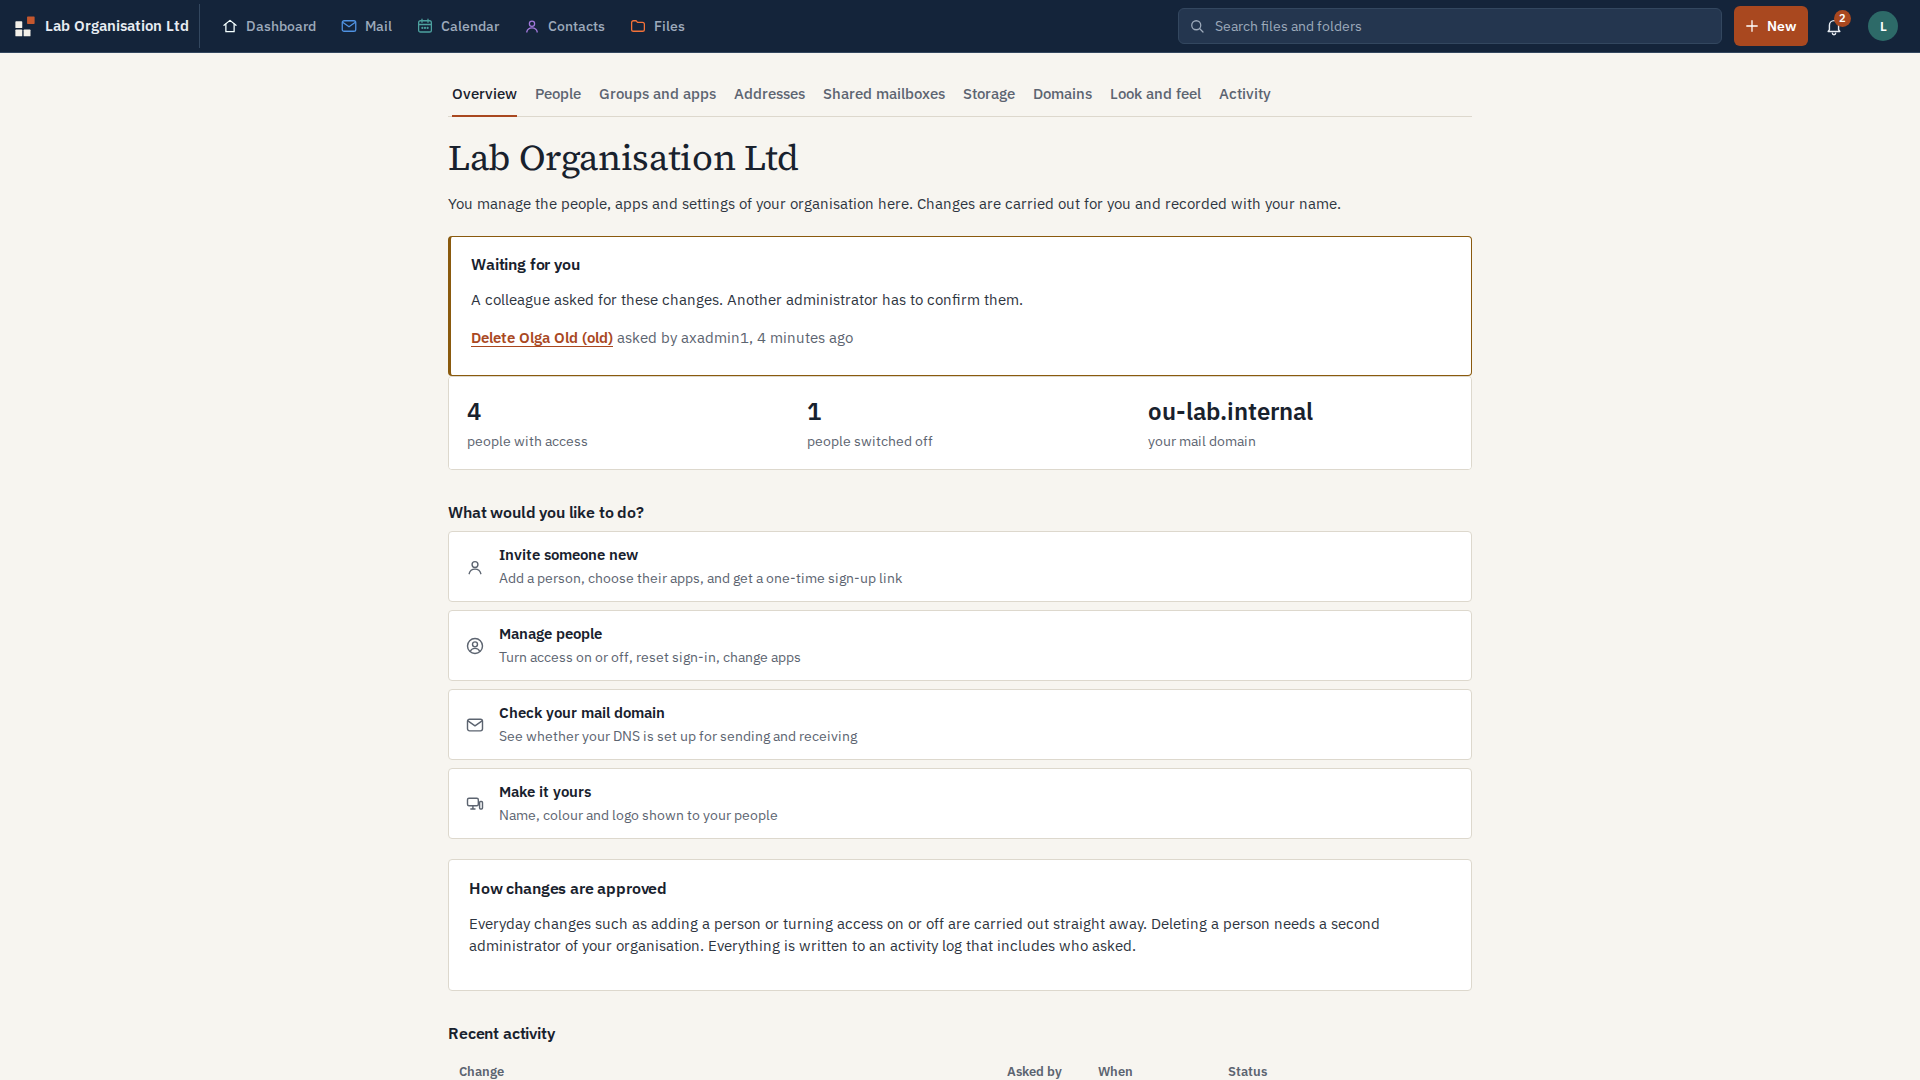 Lab Organisation Ltd
Dashboard
Mail
Calendar
Contacts
Files
Search files and folders
New
2
L
Overview
People
Groups and apps
Addresses
Shared mailboxes
Storage
Domains
Look and feel
Activity
Lab Organisation Ltd
You manage the people, apps and settings of your organisation here. Changes are carried out for you and recorded with your name.
Waiting for you
A colleague asked for these changes. Another administrator has to confirm them.
Delete Olga Old (old) asked by axadmin1, 4 minutes ago
4
people with access
1
people switched off
ou-lab.internal
your mail domain
What would you like to do?
Invite someone new
Add a person, choose their apps, and get a one-time sign-up link
Manage people
Turn access on or off, reset sign-in, change apps
Check your mail domain
See whether your DNS is set up for sending and receiving
Make it yours
Name, colour and logo shown to your people
How changes are approved
Everyday changes such as adding a person or turning access on or off are carried out straight away. Deleting a person needs a second
administrator of your organisation. Everything is written to an activity log that includes who asked.
Recent activity
Change
Asked by
When
Status